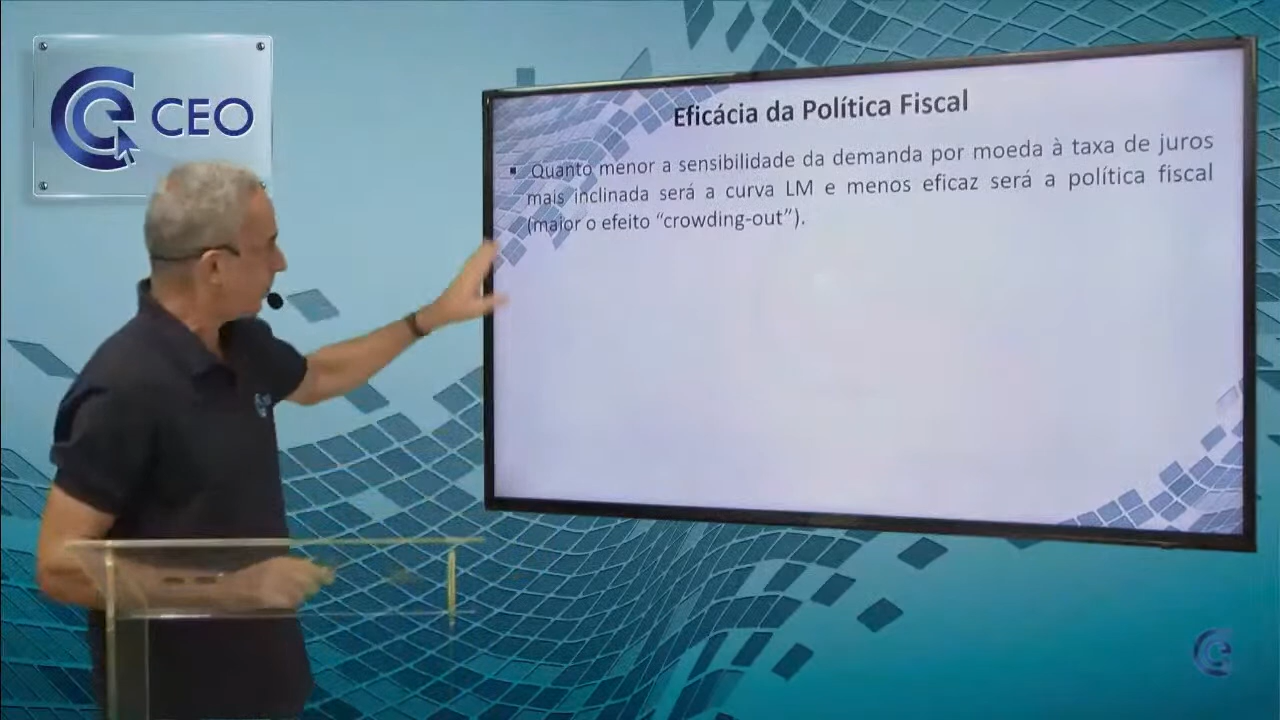 CEO
Eficácia da Política Fiscal
▪ Quanto menor a sensibilidade da demanda por moeda à taxa de juros
mais inclinada será a curva LM e menos eficaz será a política fiscal
(maior o efeito “crowding-out”).